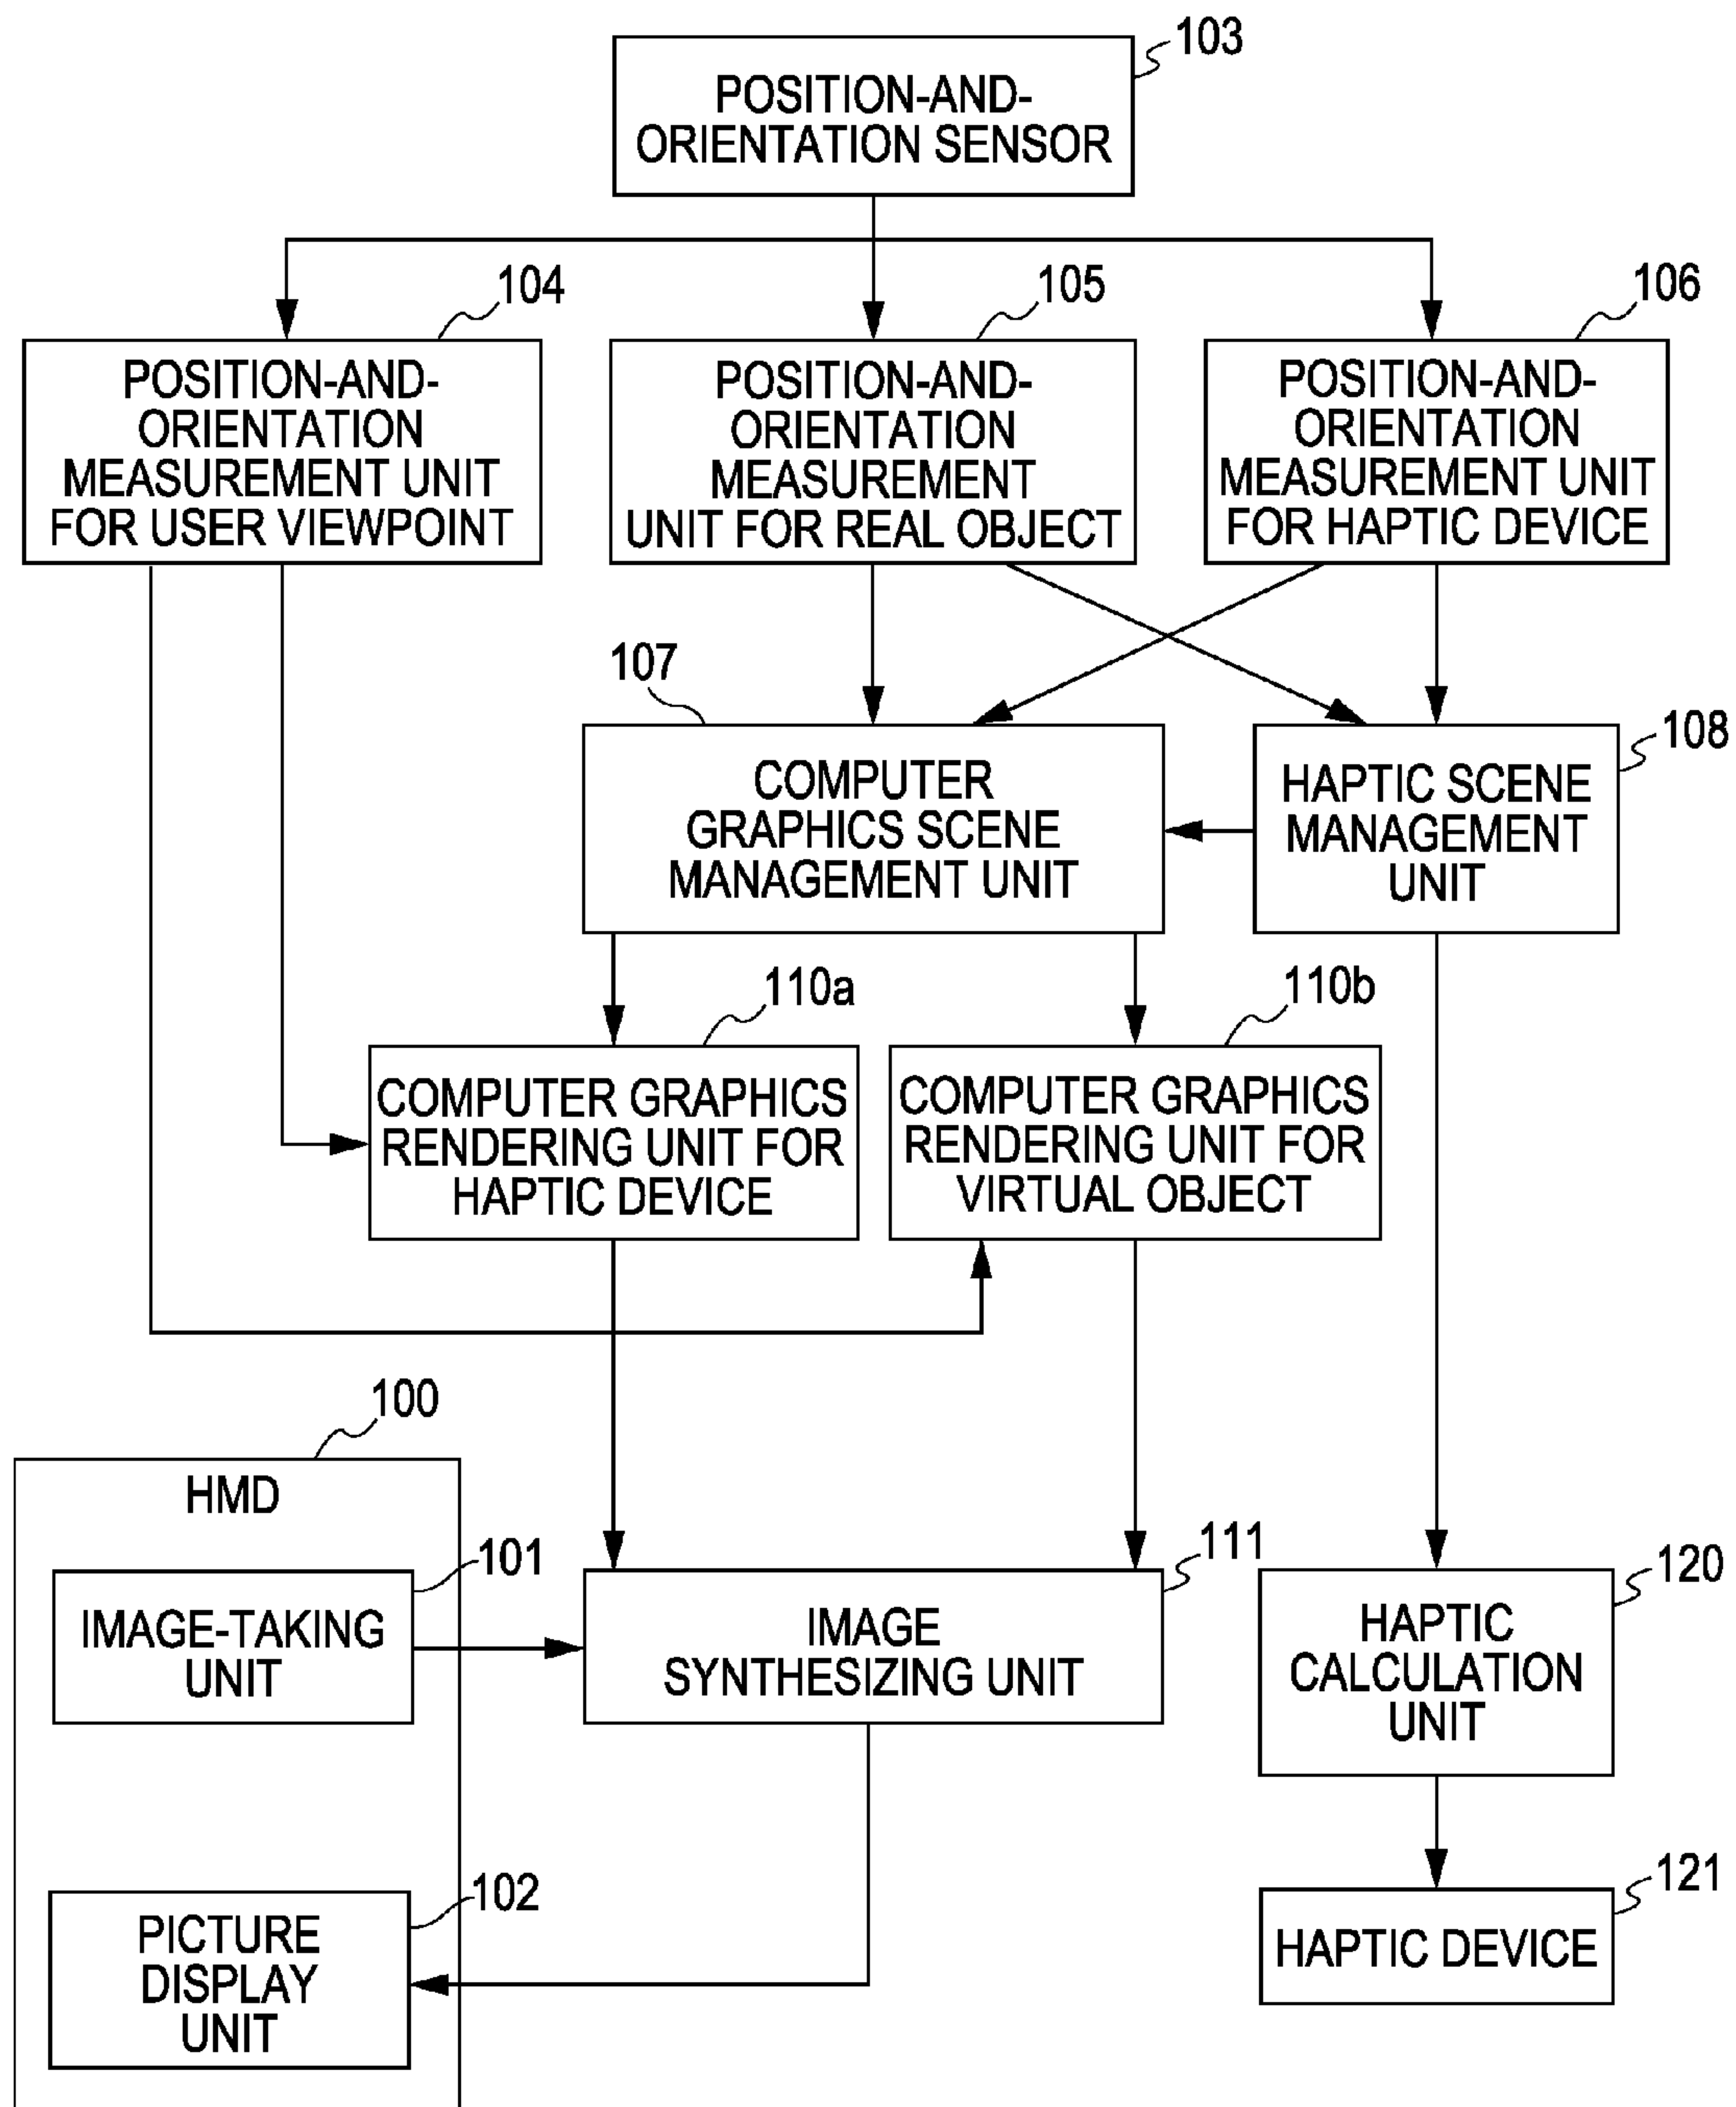 103
POSITION-AND-
ORIENTATION SENSOR
104
105
106
POSITION-AND-
ORIENTATION
MEASUREMENT UNIT
FOR USER VIEWPOINT
POSITION-AND-
ORIENTATION
MEASUREMENT
UNIT FOR REAL OBJECT
POSITION-AND-
ORIENTATION
MEASUREMENT UNIT
FOR HAPTIC DEVICE
107
108
COMPUTER
GRAPHICS SCENE
MANAGEMENT UNIT
HAPTIC SCENE
MANAGEMENT
UNIT
110a
110b
COMPUTER GRAPHICS
RENDERING UNIT FOR
HAPTIC DEVICE
COMPUTER GRAPHICS
RENDERING UNIT FOR
VIRTUAL OBJECT
100
HMD
101
IMAGE-TAKING
UNIT
111
IMAGE
SYNTHESIZING UNIT
120
HAPTIC
CALCULATION
UNIT
102
PICTURE
DISPLAY
UNIT
121
HAPTIC DEVICE